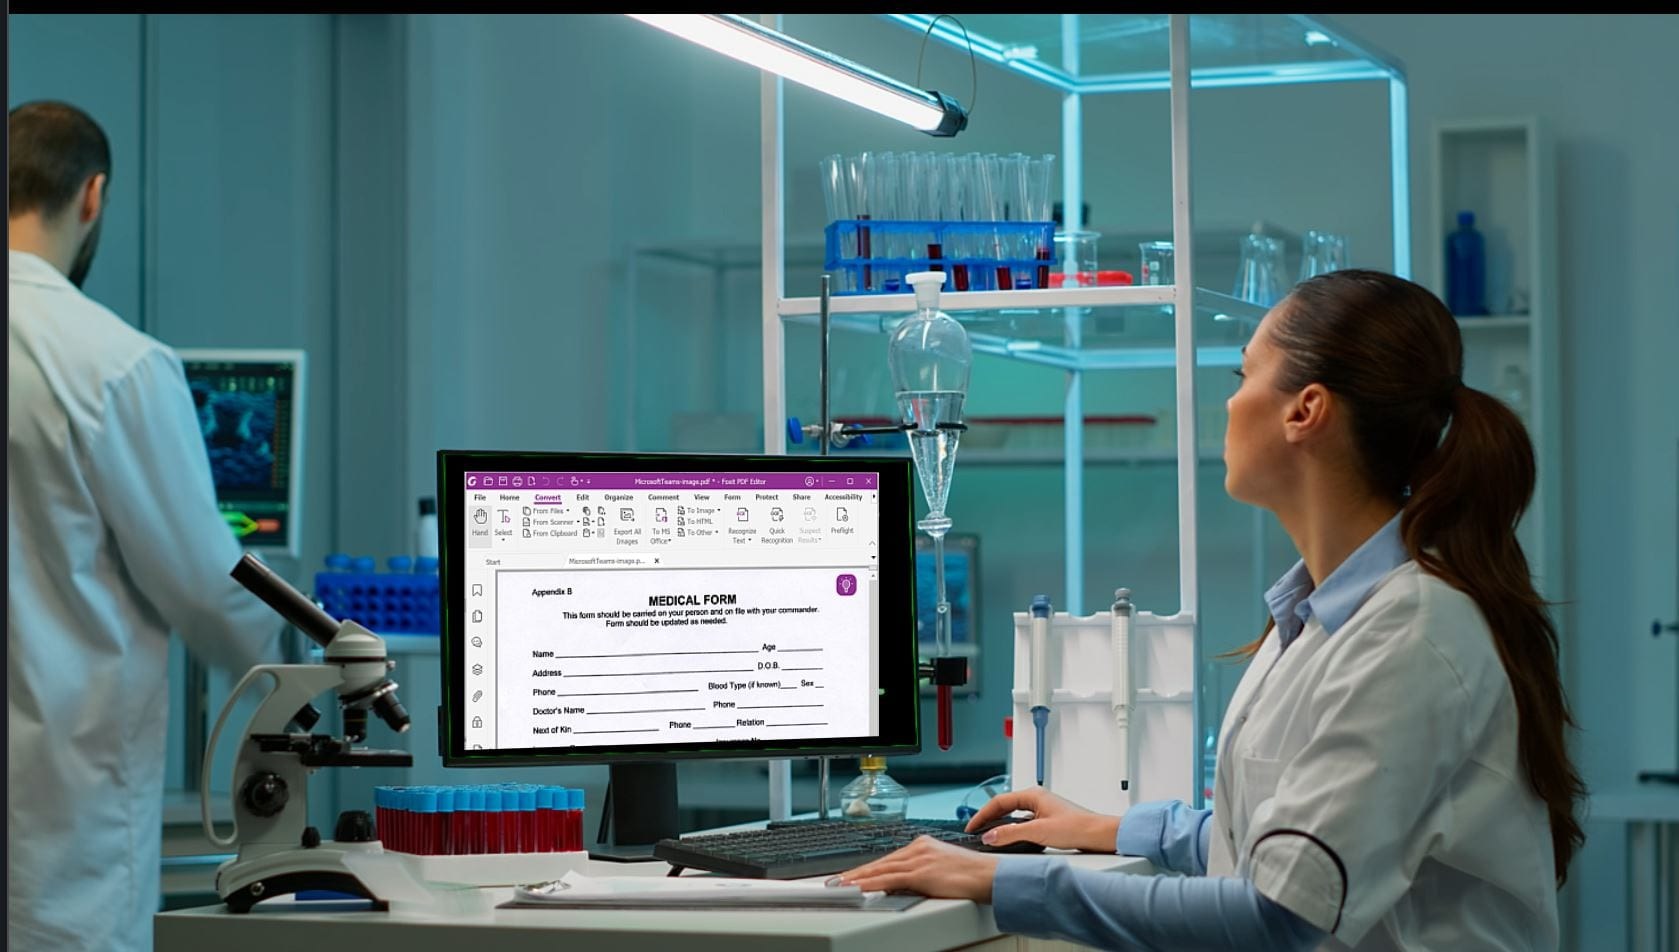 MicrosoftTeams-image.pdf * - Foxit PDF Editor
File Home Convert Edit Organize Comment View Form Protect Share Accessibility
Hand
Select
From Files
From Scanner
From Clipboard
Export All Images
To MS Office
To Image
To HTML
To Other
Recognize Text
Quick Recognition
Suspect Results
Preflight
Start MicrosoftTeams-image.p...
Appendix B
MEDICAL FORM
This form should be carried on your person and on file with your commander.
Form should be updated as needed.
Name Age
Address D.O.B.
Phone Blood Type (if known) Sex
Doctor's Name Phone
Next of Kin Phone Relation